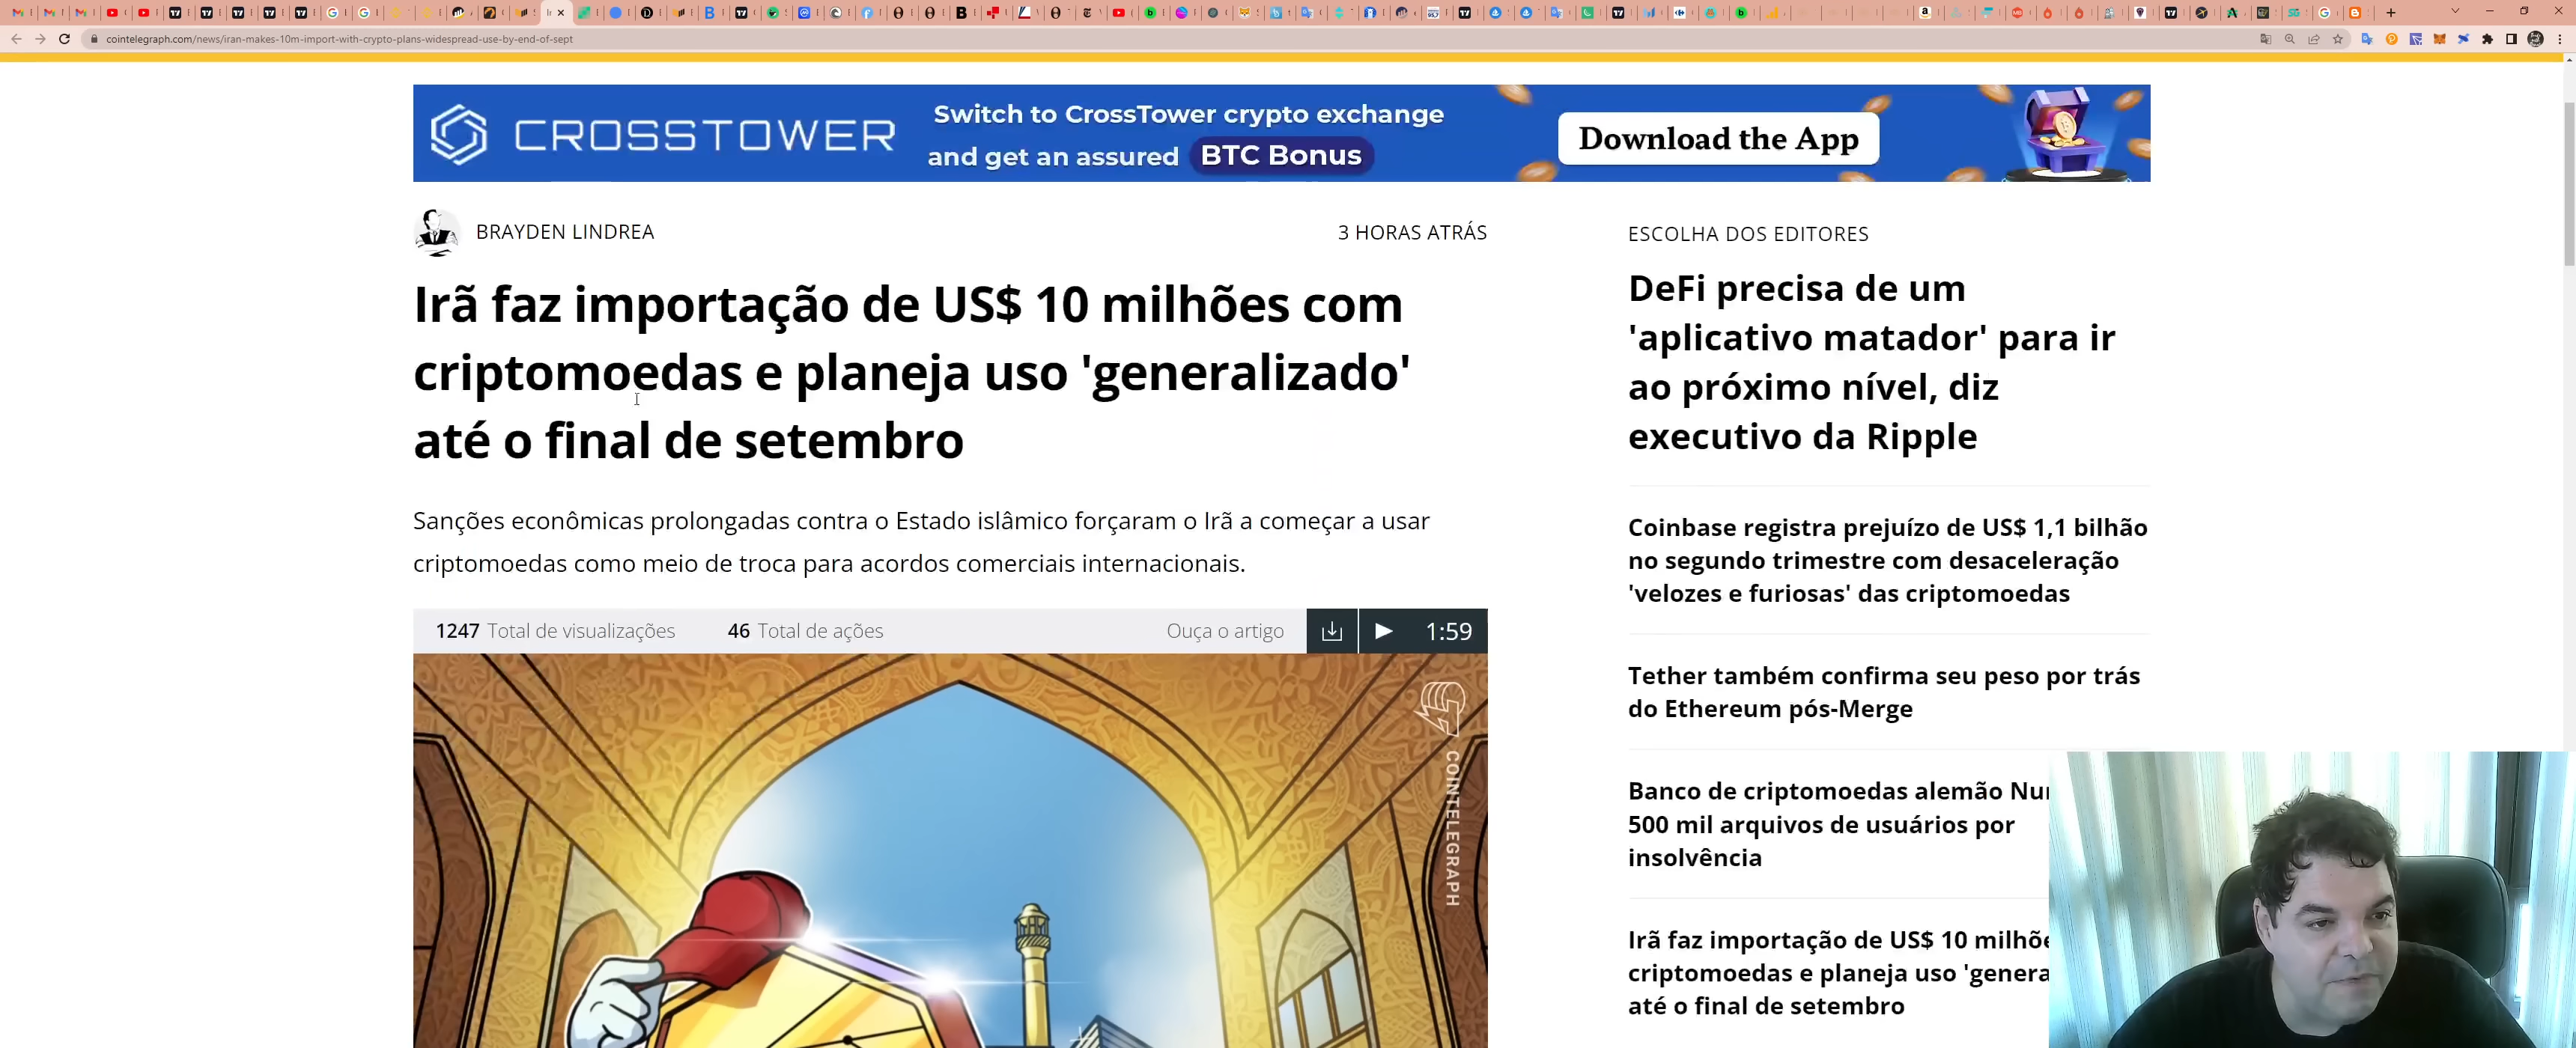 cointelegraph.com/news/iran-makes-10m-import-with-crypto-plans-widespread-use-by-end-of-sept
CROSSTOWER
Switch to CrossTower crypto exchange
and get an assured BTC Bonus
Download the App
BRAYDEN LINDREA
3 HORAS ATRÁS
Irã faz importação de US$ 10 milhões com
criptomoedas e planeja uso 'generalizado'
até o final de setembro
Sanções econômicas prolongadas contra o Estado islâmico forçaram o Irã a começar a usar
criptomoedas como meio de troca para acordos comerciais internacionais.
1247 Total de visualizações 46 Total de ações Ouça o artigo 1:59
COINTELEGRAPH
ESCOLHA DOS EDITORES
DeFi precisa de um
'aplicativo matador' para ir
ao próximo nível, diz
executivo da Ripple
Coinbase registra prejuízo de US$ 1,1 bilhão
no segundo trimestre com desaceleração
'velozes e furiosas' das criptomoedas
Tether também confirma seu peso por trás
do Ethereum pós-Merge
Banco de criptomoedas alemão
500 mil arquivos de usuários por
insolvência
Irã faz importação de US$ 10
criptomoedas e planeja uso
até o final de setembro